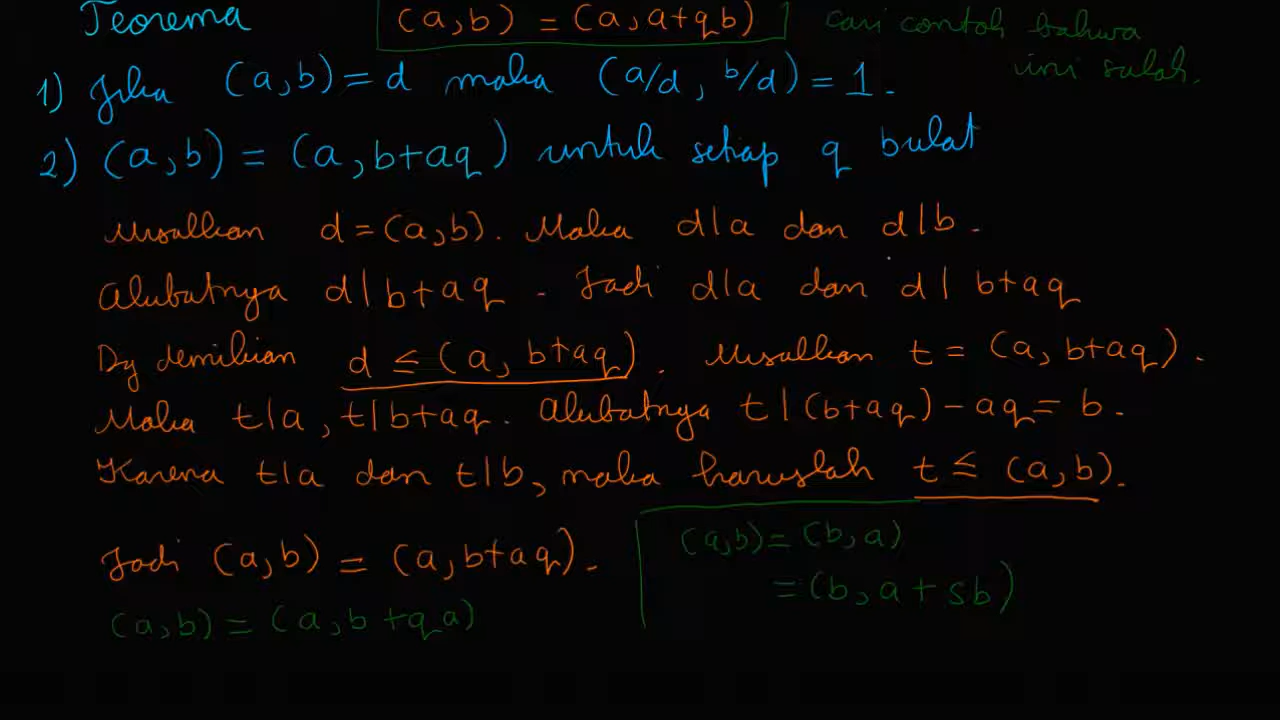 Teorema (a,b) = (a, a+qb) cari contoh bahwa
ini salah.
1) Jika (a,b) = d maka (a/d, b/d) = 1.
2) (a,b) = (a, b+aq) untuk setiap q bulat
Misalkan d = (a,b). Maka d|a dan d|b.
Akibatnya d|b+aq. Jadi d|a dan d|b+aq
Dg demikian d ≤ (a, b+aq). Misalkan t = (a, b+aq).
Maka t|a, t|b+aq. Akibatnya t|(b+aq)-aq = b.
Karena t|a dan t|b, maka haruslah t ≤ (a,b).
Jadi (a,b) = (a, b+aq).
(a,b) = (a, b+qa)
(a,b) = (b,a)
= (b, a+sb)